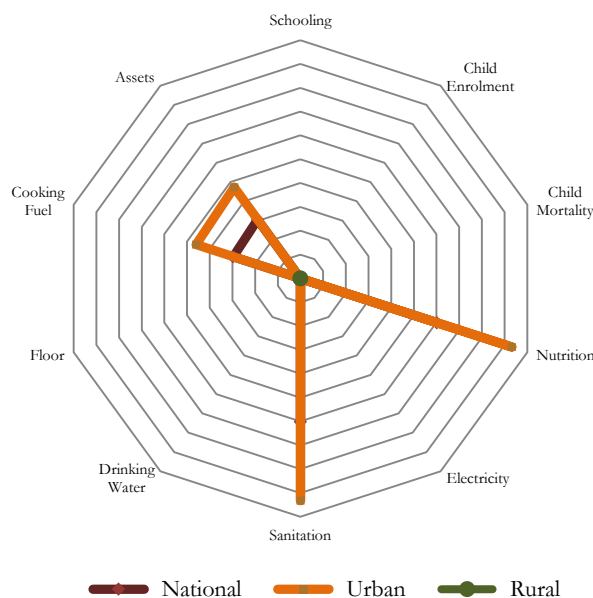 Schooling
Child
Enrolment
Child
Mortality
Nutrition
Electricity
Sanitation
Drinking
Water
Floor
Cooking
Fuel
Assets
National Urban Rural